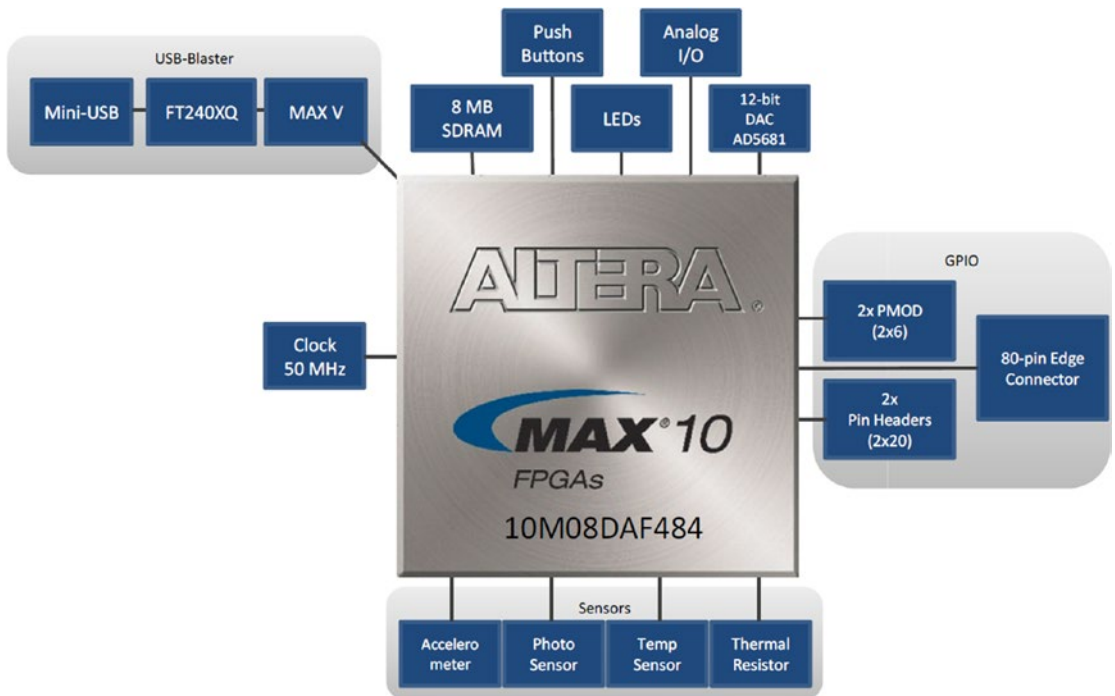 USB-Blaster
Mini-USB
FT240XQ
MAX V
8 MB
SDRAM
Push
Buttons
LEDs
Analog
I/O
12-bit
DAC
AD5681
ALTERA®
Clock
50 MHz
MAX® 10
FPGAs
10M08DAF484
GPIO
2x PMOD
(2x6)
80-pin Edge
Connector
2x
Pin Headers
(2x20)
Sensors
Accelero
meter
Photo
Sensor
Temp
Sensor
Thermal
Resistor